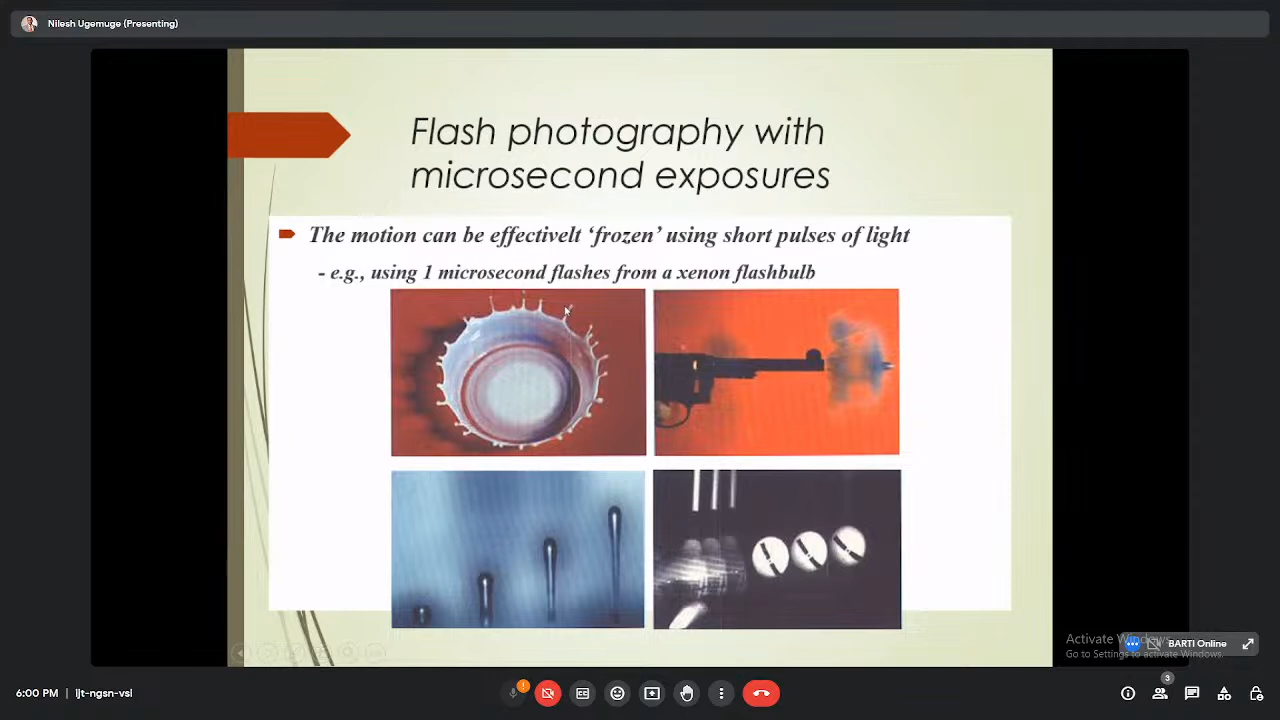 Nilesh Ugemuge (Presenting)
Flash photography with
microsecond exposures
The motion can be effectivelt ‘frozen’ using short pulses of light
- e.g., using 1 microsecond flashes from a xenon flashbulb
Activate Windows
Go to Settings to activate Windows.
BARTI Online
6:00 PM | ljt-ngsn-vsl
3